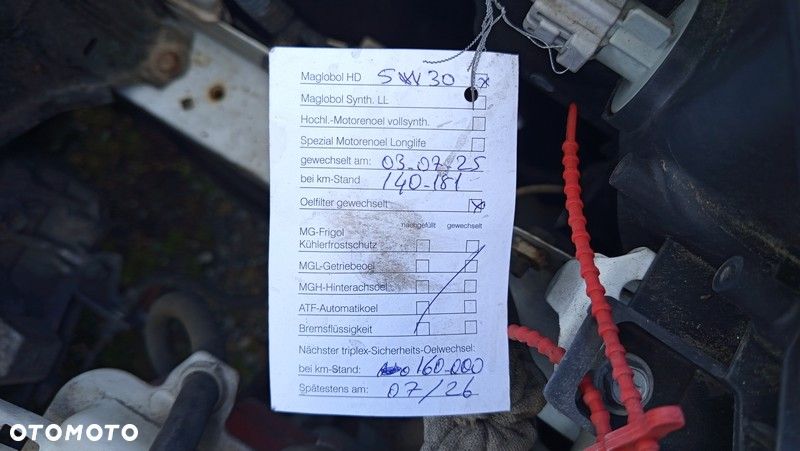 Maglobol HD 5W30
Maglobol Synth. LL
Hochl.-Motorenoel vollsynth.
Spezial Motorenoel Longlife
gewechselt am: 03-07-25
bei km-Stand 140-181
Oelfilter gewechselt
nachgefüllt gewechselt
MG-Frigol
Kühlerfrostschutz
MGL-Getriebeoel
MGH-Hinterachsoel
ATF-Automatikoel
Bremsflüssigkeit
Nächster triplex-Sicherheits-Oelwechsel:
bei km-Stand: 160-000
Spätestens am: 07/26
OTOMOTO